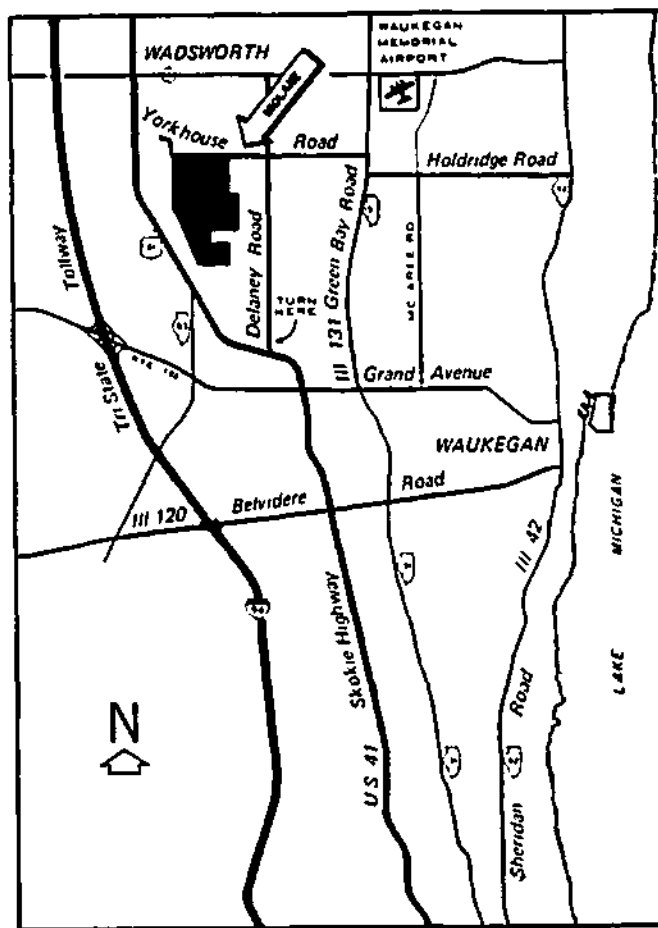 WAUKEGAN
MEMORIAL
AIRPORT
WADSWORTH
Yorkhouse Road
Holdridge Road
Tollway
Tri State
Delaney Road
TURN
HERE
Ill 131 Green Bay Road
MC AREE RD
Grand Avenue
WAUKEGAN
Ill 120 Belvidere Road
Skokie Highway
US 41
Ill 42
Sheridan Road
LAKE MICHIGAN
N